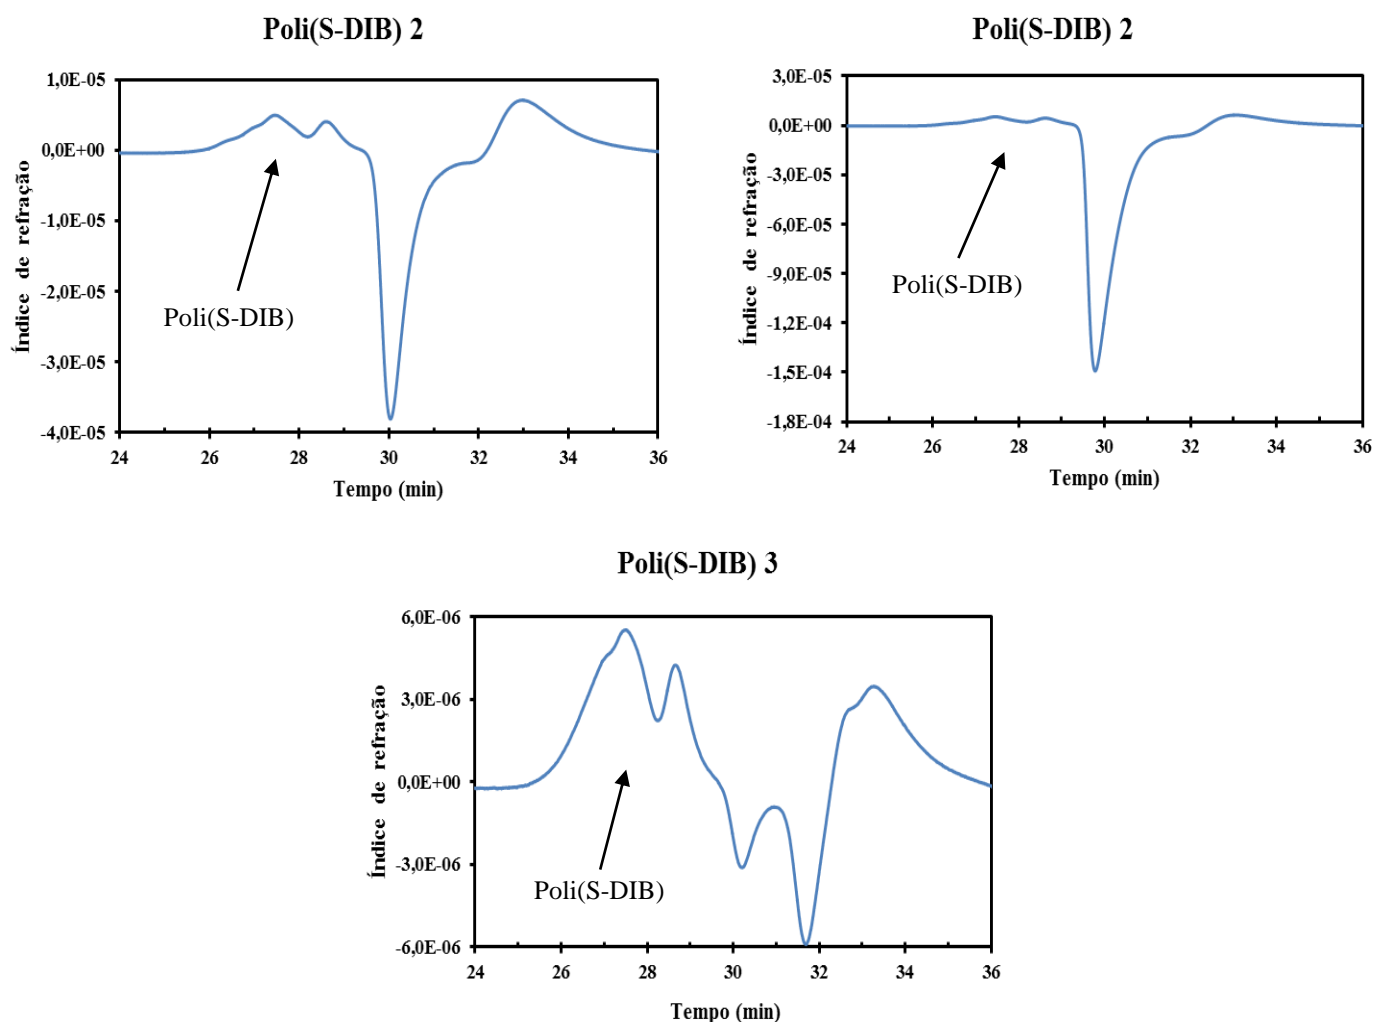 Poli(S-DIB) 2
1,0E-05
0,0E+00
-1,0E-05
-2,0E-05
-3,0E-05
-4,0E-05
24 26 28 30 32 34 36
Índice de refração
Tempo (min)
Poli(S-DIB)
Poli(S-DIB) 2
3,0E-05
0,0E+00
-3,0E-05
-6,0E-05
-9,0E-05
-1,2E-04
-1,5E-04
-1,8E-04
24 26 28 30 32 34 36
Índice de refração
Tempo (min)
Poli(S-DIB)
Poli(S-DIB) 3
6,0E-06
3,0E-06
0,0E+00
-3,0E-06
-6,0E-06
24 26 28 30 32 34 36
Índice de refração
Tempo (min)
Poli(S-DIB)